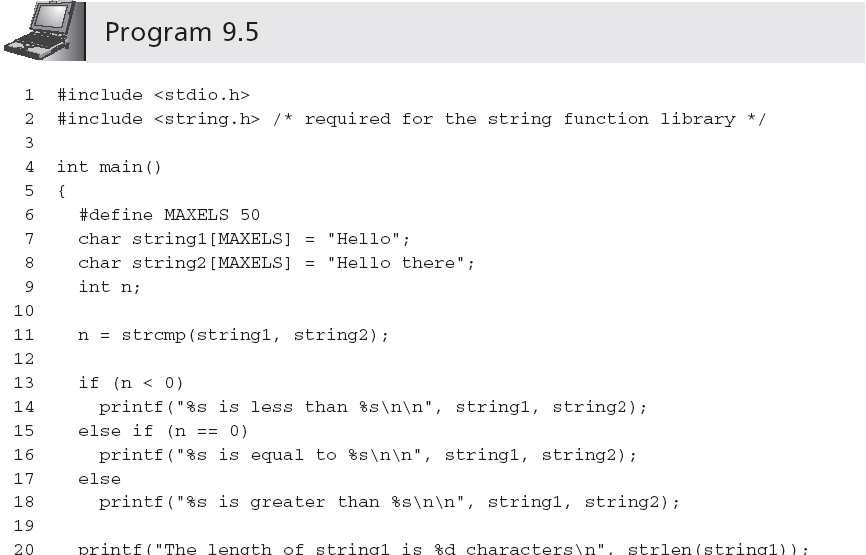 Program 9.5
1 #include <stdio.h>
2 #include <string.h> /* required for the string function library */
3
4 int main()
5 {
6 #define MAXELS 50
7 char string1[MAXELS] = "Hello";
8 char string2[MAXELS] = "Hello there";
9 int n;
10
11 n = strcmp(string1, string2);
12
13 if (n < 0)
14 printf("%s is less than %s\n\n", string1, string2);
15 else if (n == 0)
16 printf("%s is equal to %s\n\n", string1, string2);
17 else
18 printf("%s is greater than %s\n\n", string1, string2);
19
20 printf("The length of string1 is %d characters\n", strlen(string1));